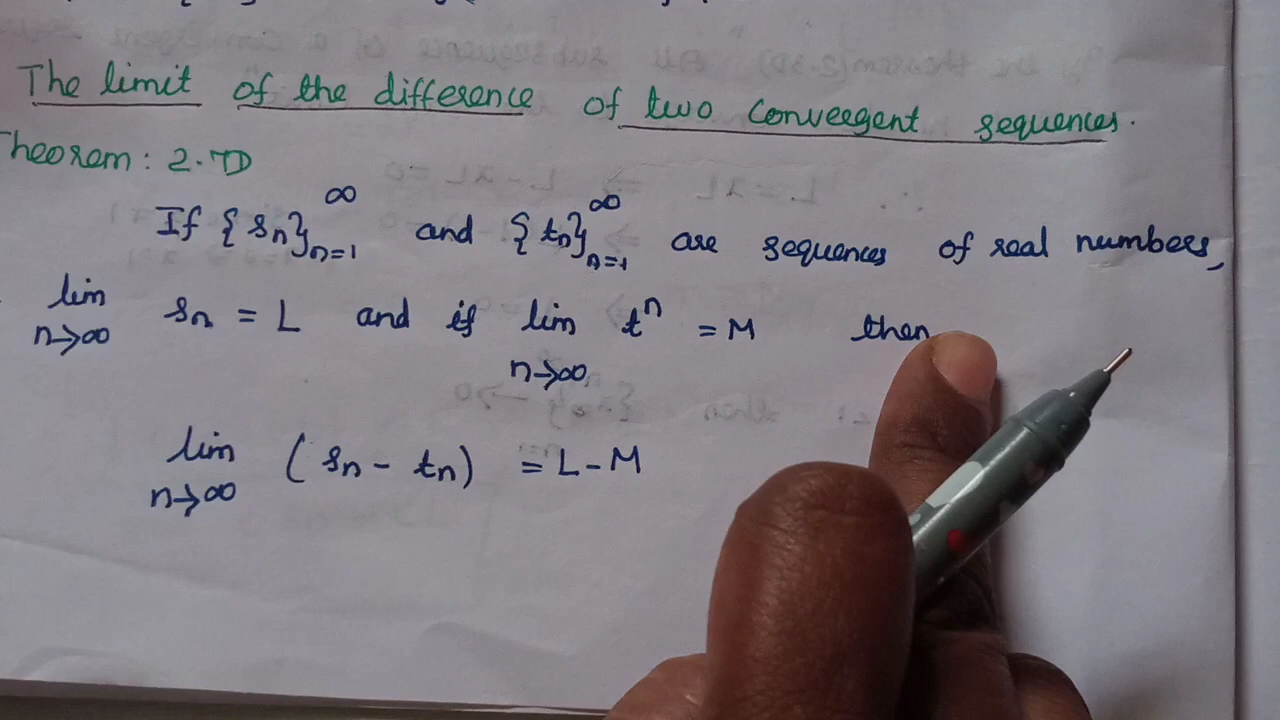 The limit of the difference of two convergent sequences.
Theorem: 2.7D
If {sn}∞n=1 and {tn}∞n=1 are sequences of real numbers,
lim n→∞ sn = L and if lim n→∞ t^n = M then
lim n→∞ (sn - tn) = L - M